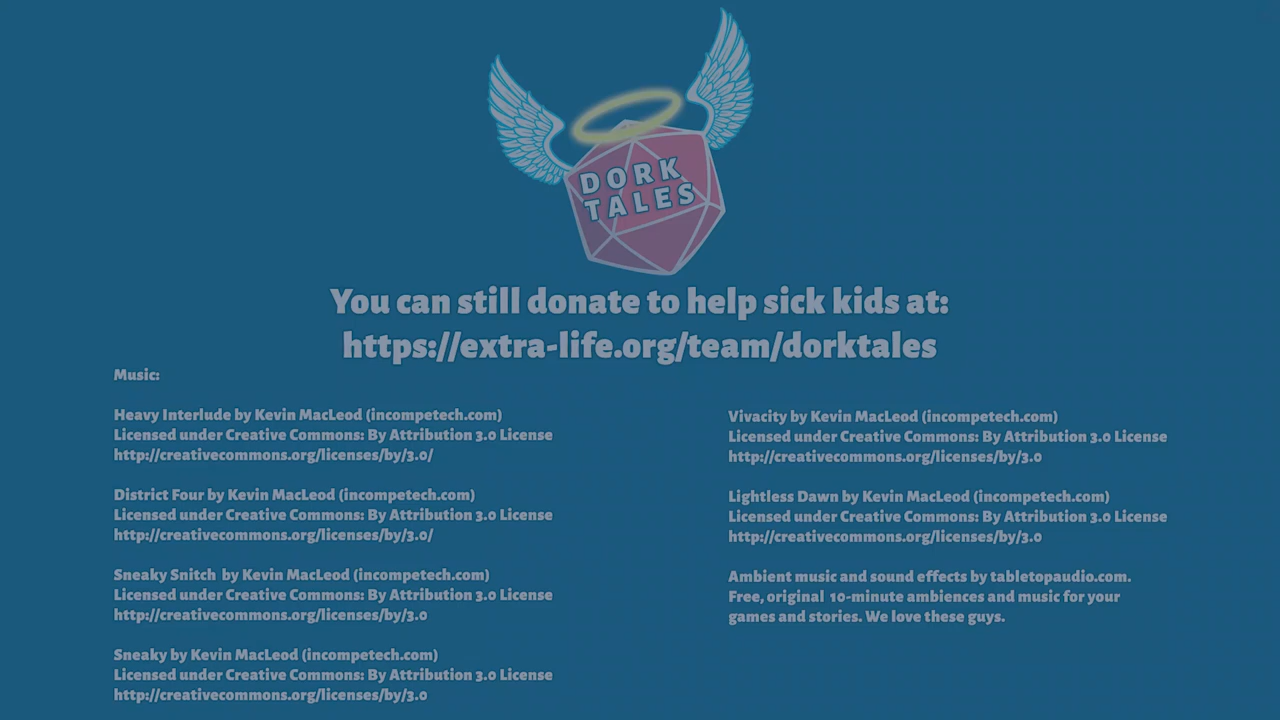 DORK
TALES
You can still donate to help sick kids at:
https://extra-life.org/team/dorktales
Music:
Heavy Interlude by Kevin MacLeod (incompetech.com)
Licensed under Creative Commons: By Attribution 3.0 License
http://creativecommons.org/licenses/by/3.0/
District Four by Kevin MacLeod (incompetech.com)
Licensed under Creative Commons: By Attribution 3.0 License
http://creativecommons.org/licenses/by/3.0/
Sneaky Snitch  by Kevin MacLeod (incompetech.com)
Licensed under Creative Commons: By Attribution 3.0 License
http://creativecommons.org/licenses/by/3.0
Sneaky by Kevin MacLeod (incompetech.com)
Licensed under Creative Commons: By Attribution 3.0 License
http://creativecommons.org/licenses/by/3.0
Vivacity by Kevin MacLeod (incompetech.com)
Licensed under Creative Commons: By Attribution 3.0 License
http://creativecommons.org/licenses/by/3.0
Lightless Dawn by Kevin MacLeod (incompetech.com)
Licensed under Creative Commons: By Attribution 3.0 License
http://creativecommons.org/licenses/by/3.0
Ambient music and sound effects by tabletopaudio.com.
Free, original  10-minute ambiences and music for your
games and stories. We love these guys.